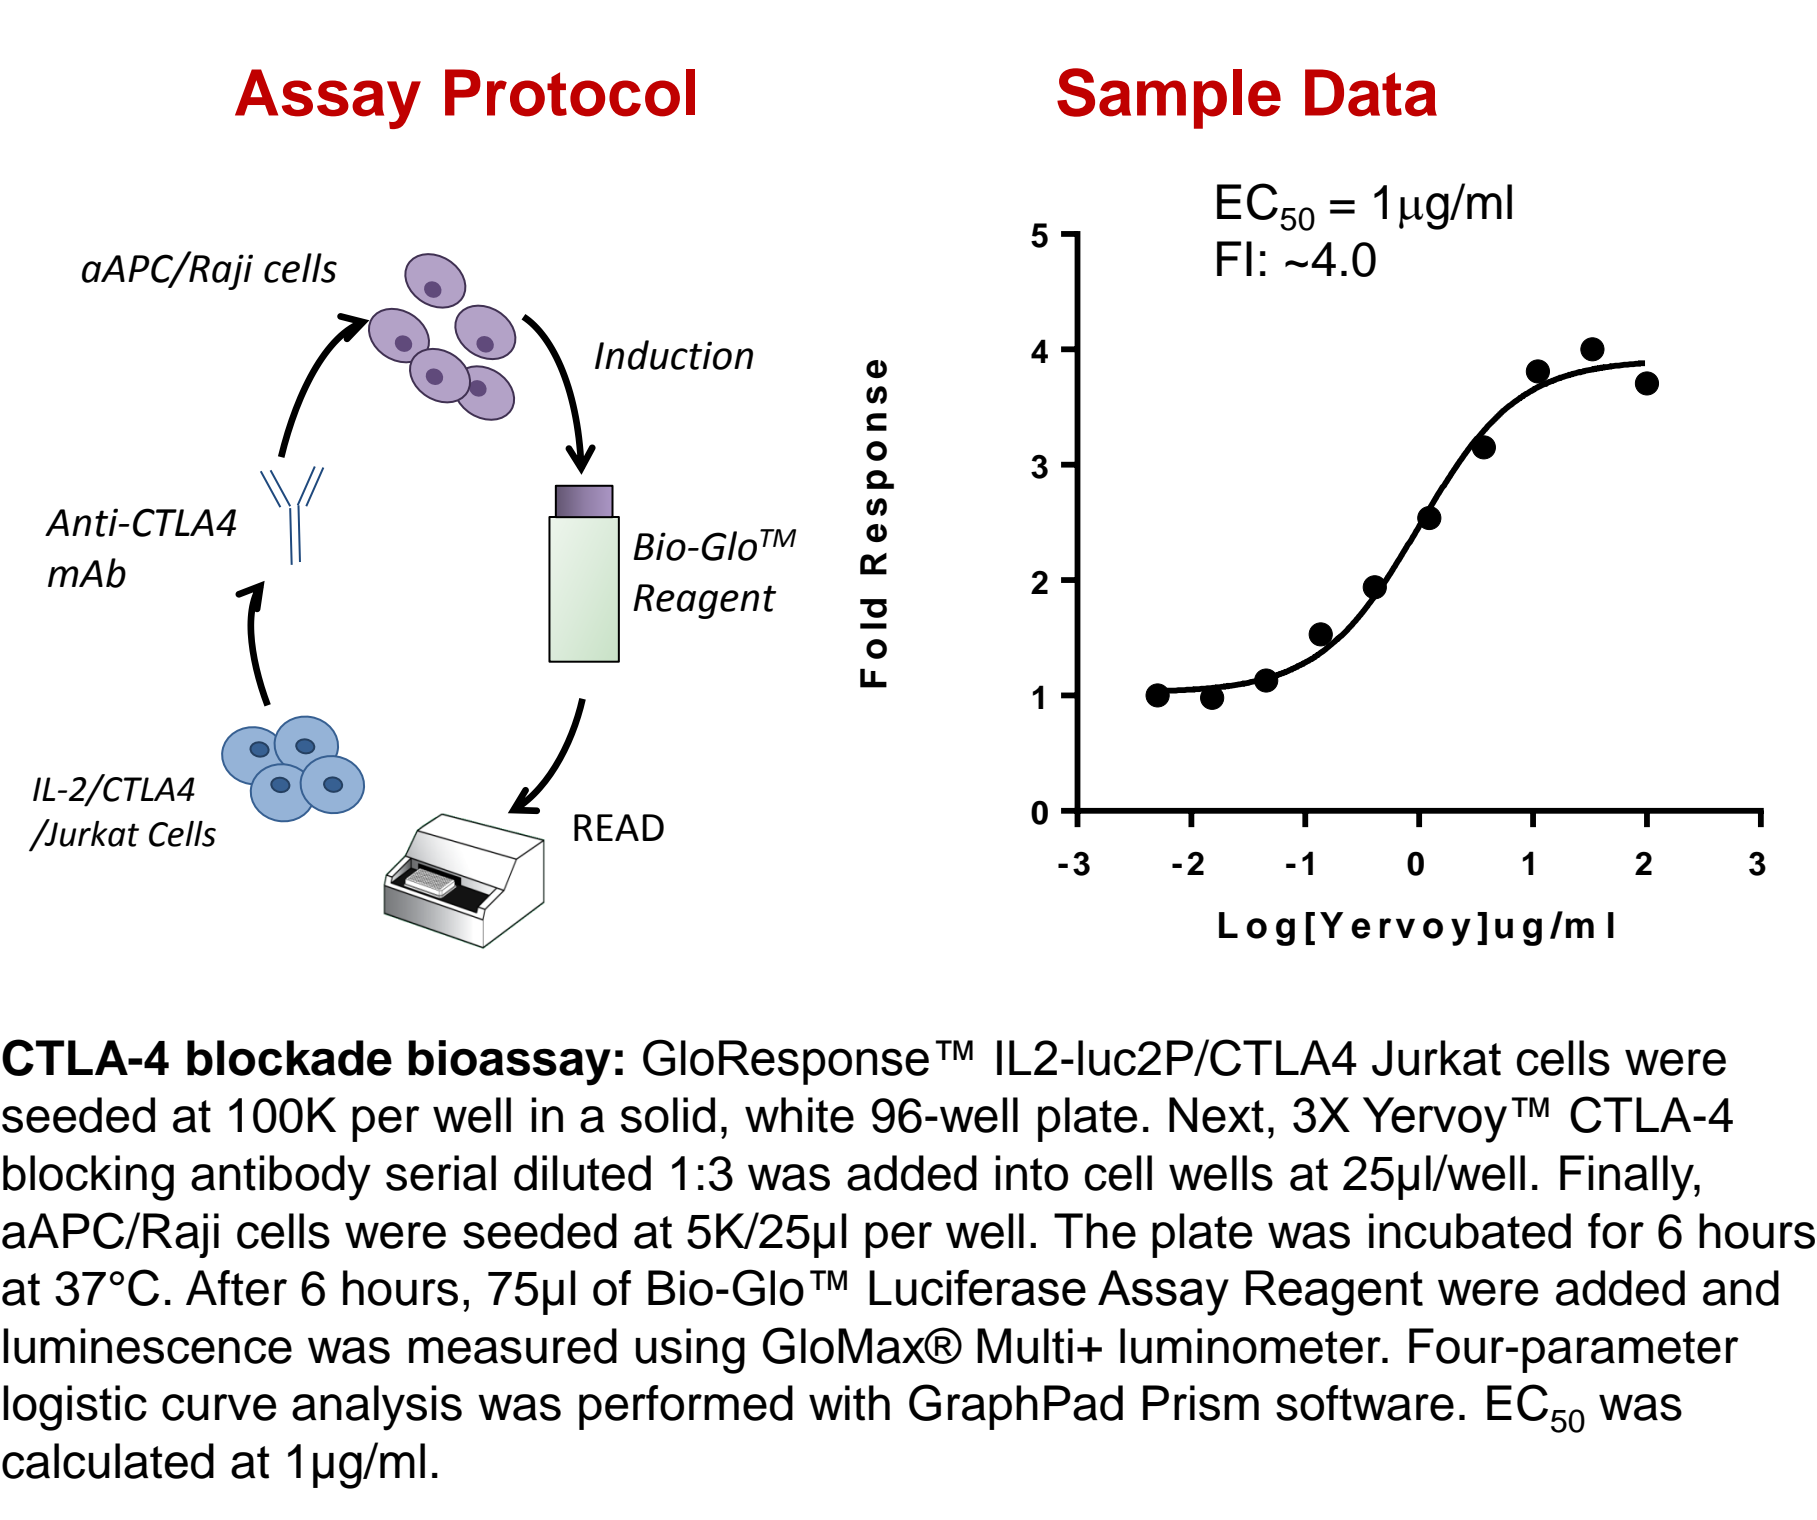 Assay Protocol
Sample Data
aAPC/Raji cells
Induction
Anti-CTLA4
mAb
Bio-Glo™
Reagent
IL-2/CTLA4
/Jurkat Cells
READ
EC50 = 1μg/ml
FI: ~4.0
5
4
3
2
1
0
Fold Response
-3 -2 -1 0 1 2 3
Log[Yervoy]ug/ml
CTLA-4 blockade bioassay: GloResponse™ IL2-luc2P/CTLA4 Jurkat cells were
seeded at 100K per well in a solid, white 96-well plate. Next, 3X Yervoy™ CTLA-4
blocking antibody serial diluted 1:3 was added into cell wells at 25µl/well. Finally,
aAPC/Raji cells were seeded at 5K/25µl per well. The plate was incubated for 6 hours
at 37°C. After 6 hours, 75µl of Bio-Glo™ Luciferase Assay Reagent were added and
luminescence was measured using GloMax® Multi+ luminometer. Four-parameter
logistic curve analysis was performed with GraphPad Prism software. EC50 was
calculated at 1µg/ml.